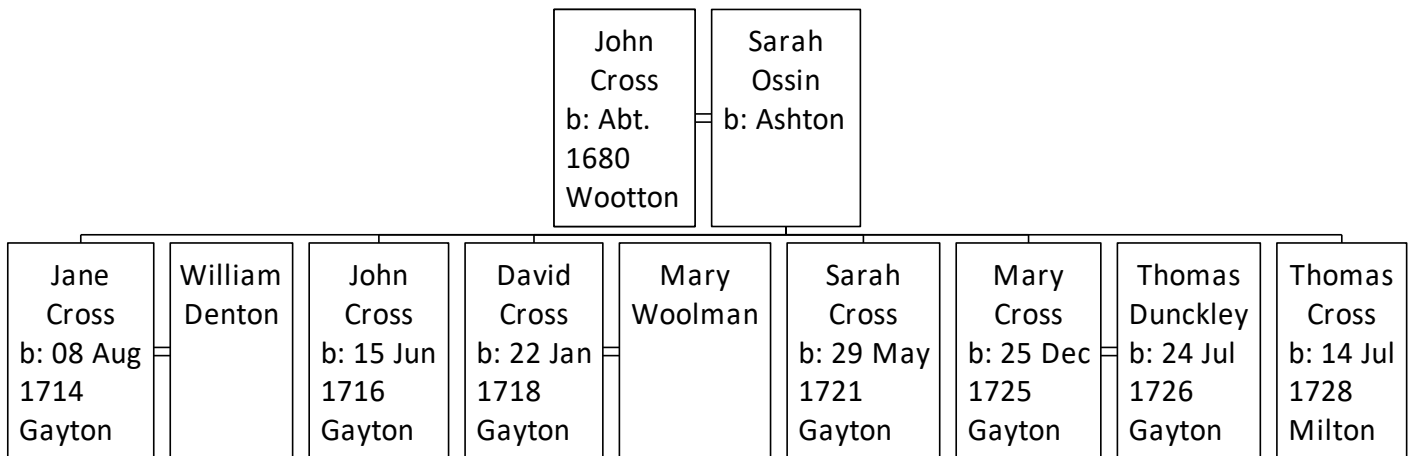 John
Cross
b: Abt.
1680
Wootton
Sarah
Ossin
b: Ashton
Jane
Cross
b: 08 Aug
1714
Gayton
William
Denton
John
Cross
b: 15 Jun
1716
Gayton
David
Cross
b: 22 Jan
1718
Gayton
Mary
Woolman
Sarah
Cross
b: 29 May
1721
Gayton
Mary
Cross
b: 25 Dec
1725
Gayton
Thomas
Dunckley
b: 24 Jul
1726
Gayton
Thomas
Cross
b: 14 Jul
1728
Milton